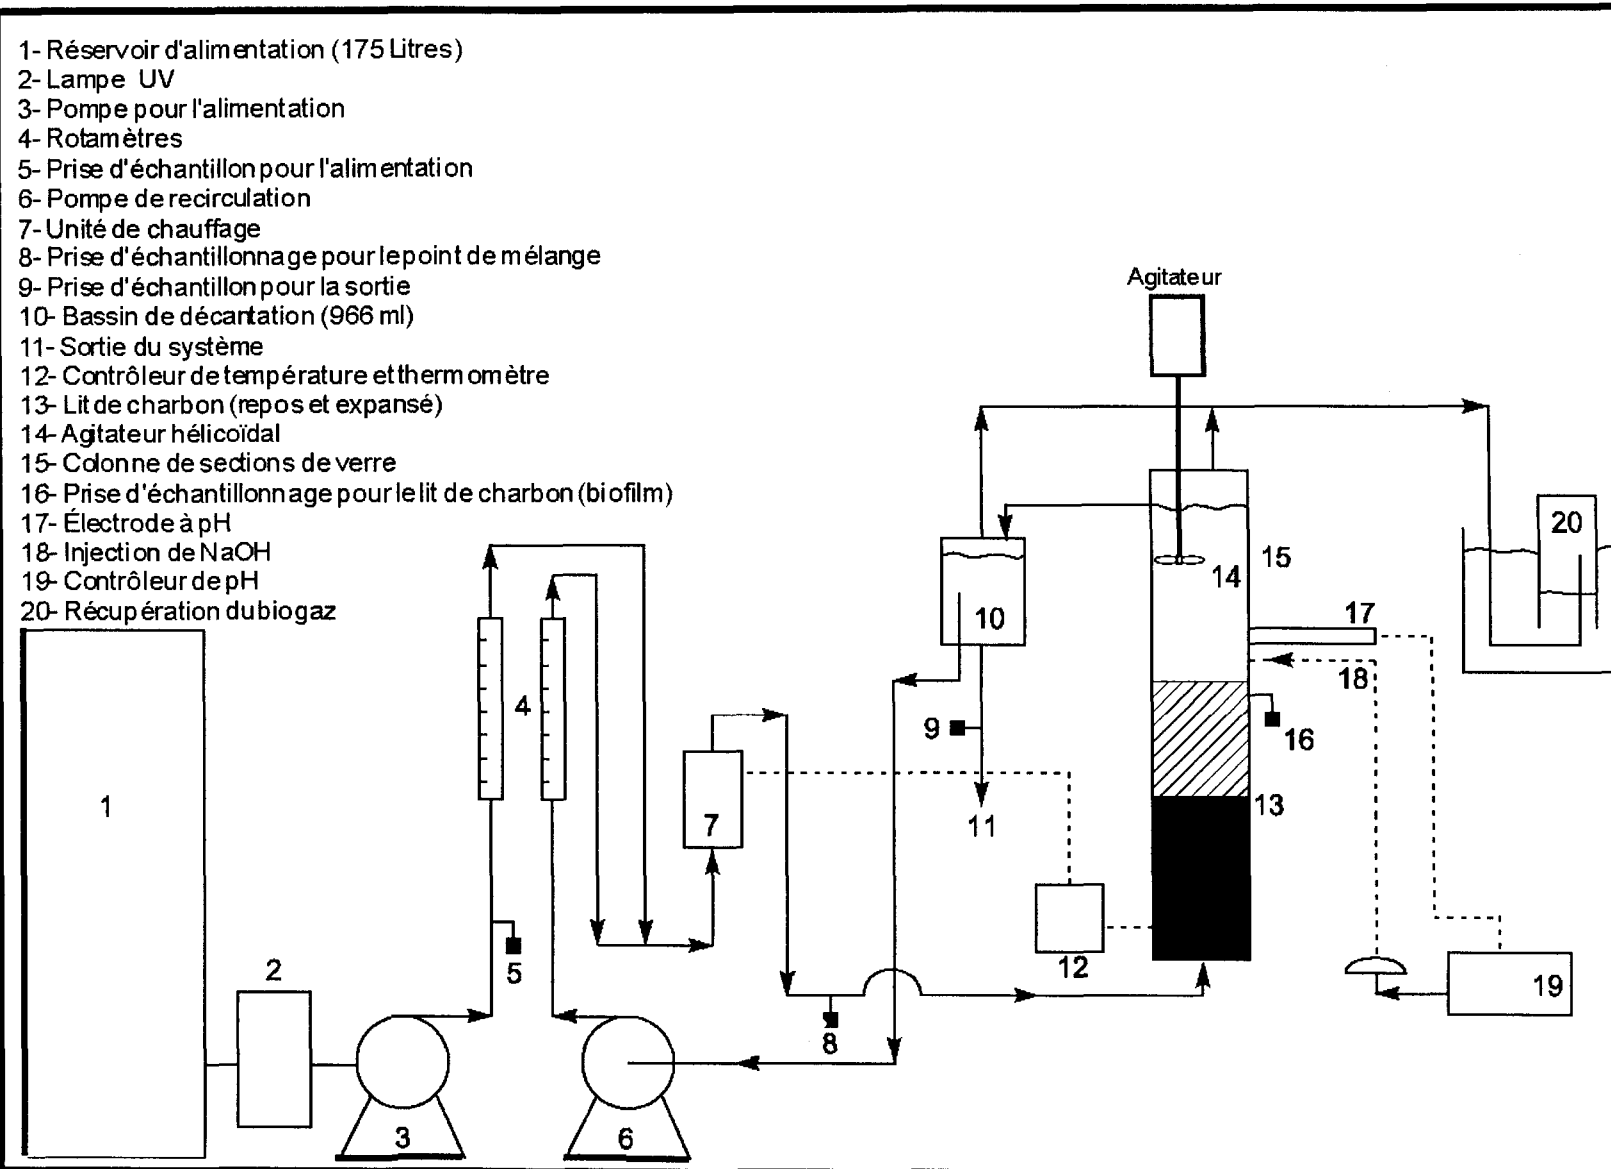 1- Réservoir d'alimentation (175 Litres)
2- Lampe UV
3- Pompe pour l'alimentation
4- Rotamètres
5- Prise d'échantillon pour l'alimentation
6- Pompe de recirculation
7- Unité de chauffage
8- Prise d'échantillonnage pour le point de mélange
9- Prise d'échantillon pour la sortie
10- Bassin de décantation (966 ml)
11- Sortie du système
12- Contrôleur de température et thermomètre
13- Lit de charbon (repos et expansé)
14- Agitateur hélicoïdal
15- Colonne de sections de verre
16- Prise d'échantillonnage pour le lit de charbon (biofilm)
17- Électrode à pH
18- Injection de NaOH
19- Contrôleur de pH
20- Récupération du biogaz
Agitateur
20
15
14
10
17
18
4
9
16
1
7
11
13
5
2
12
19
8
3
6